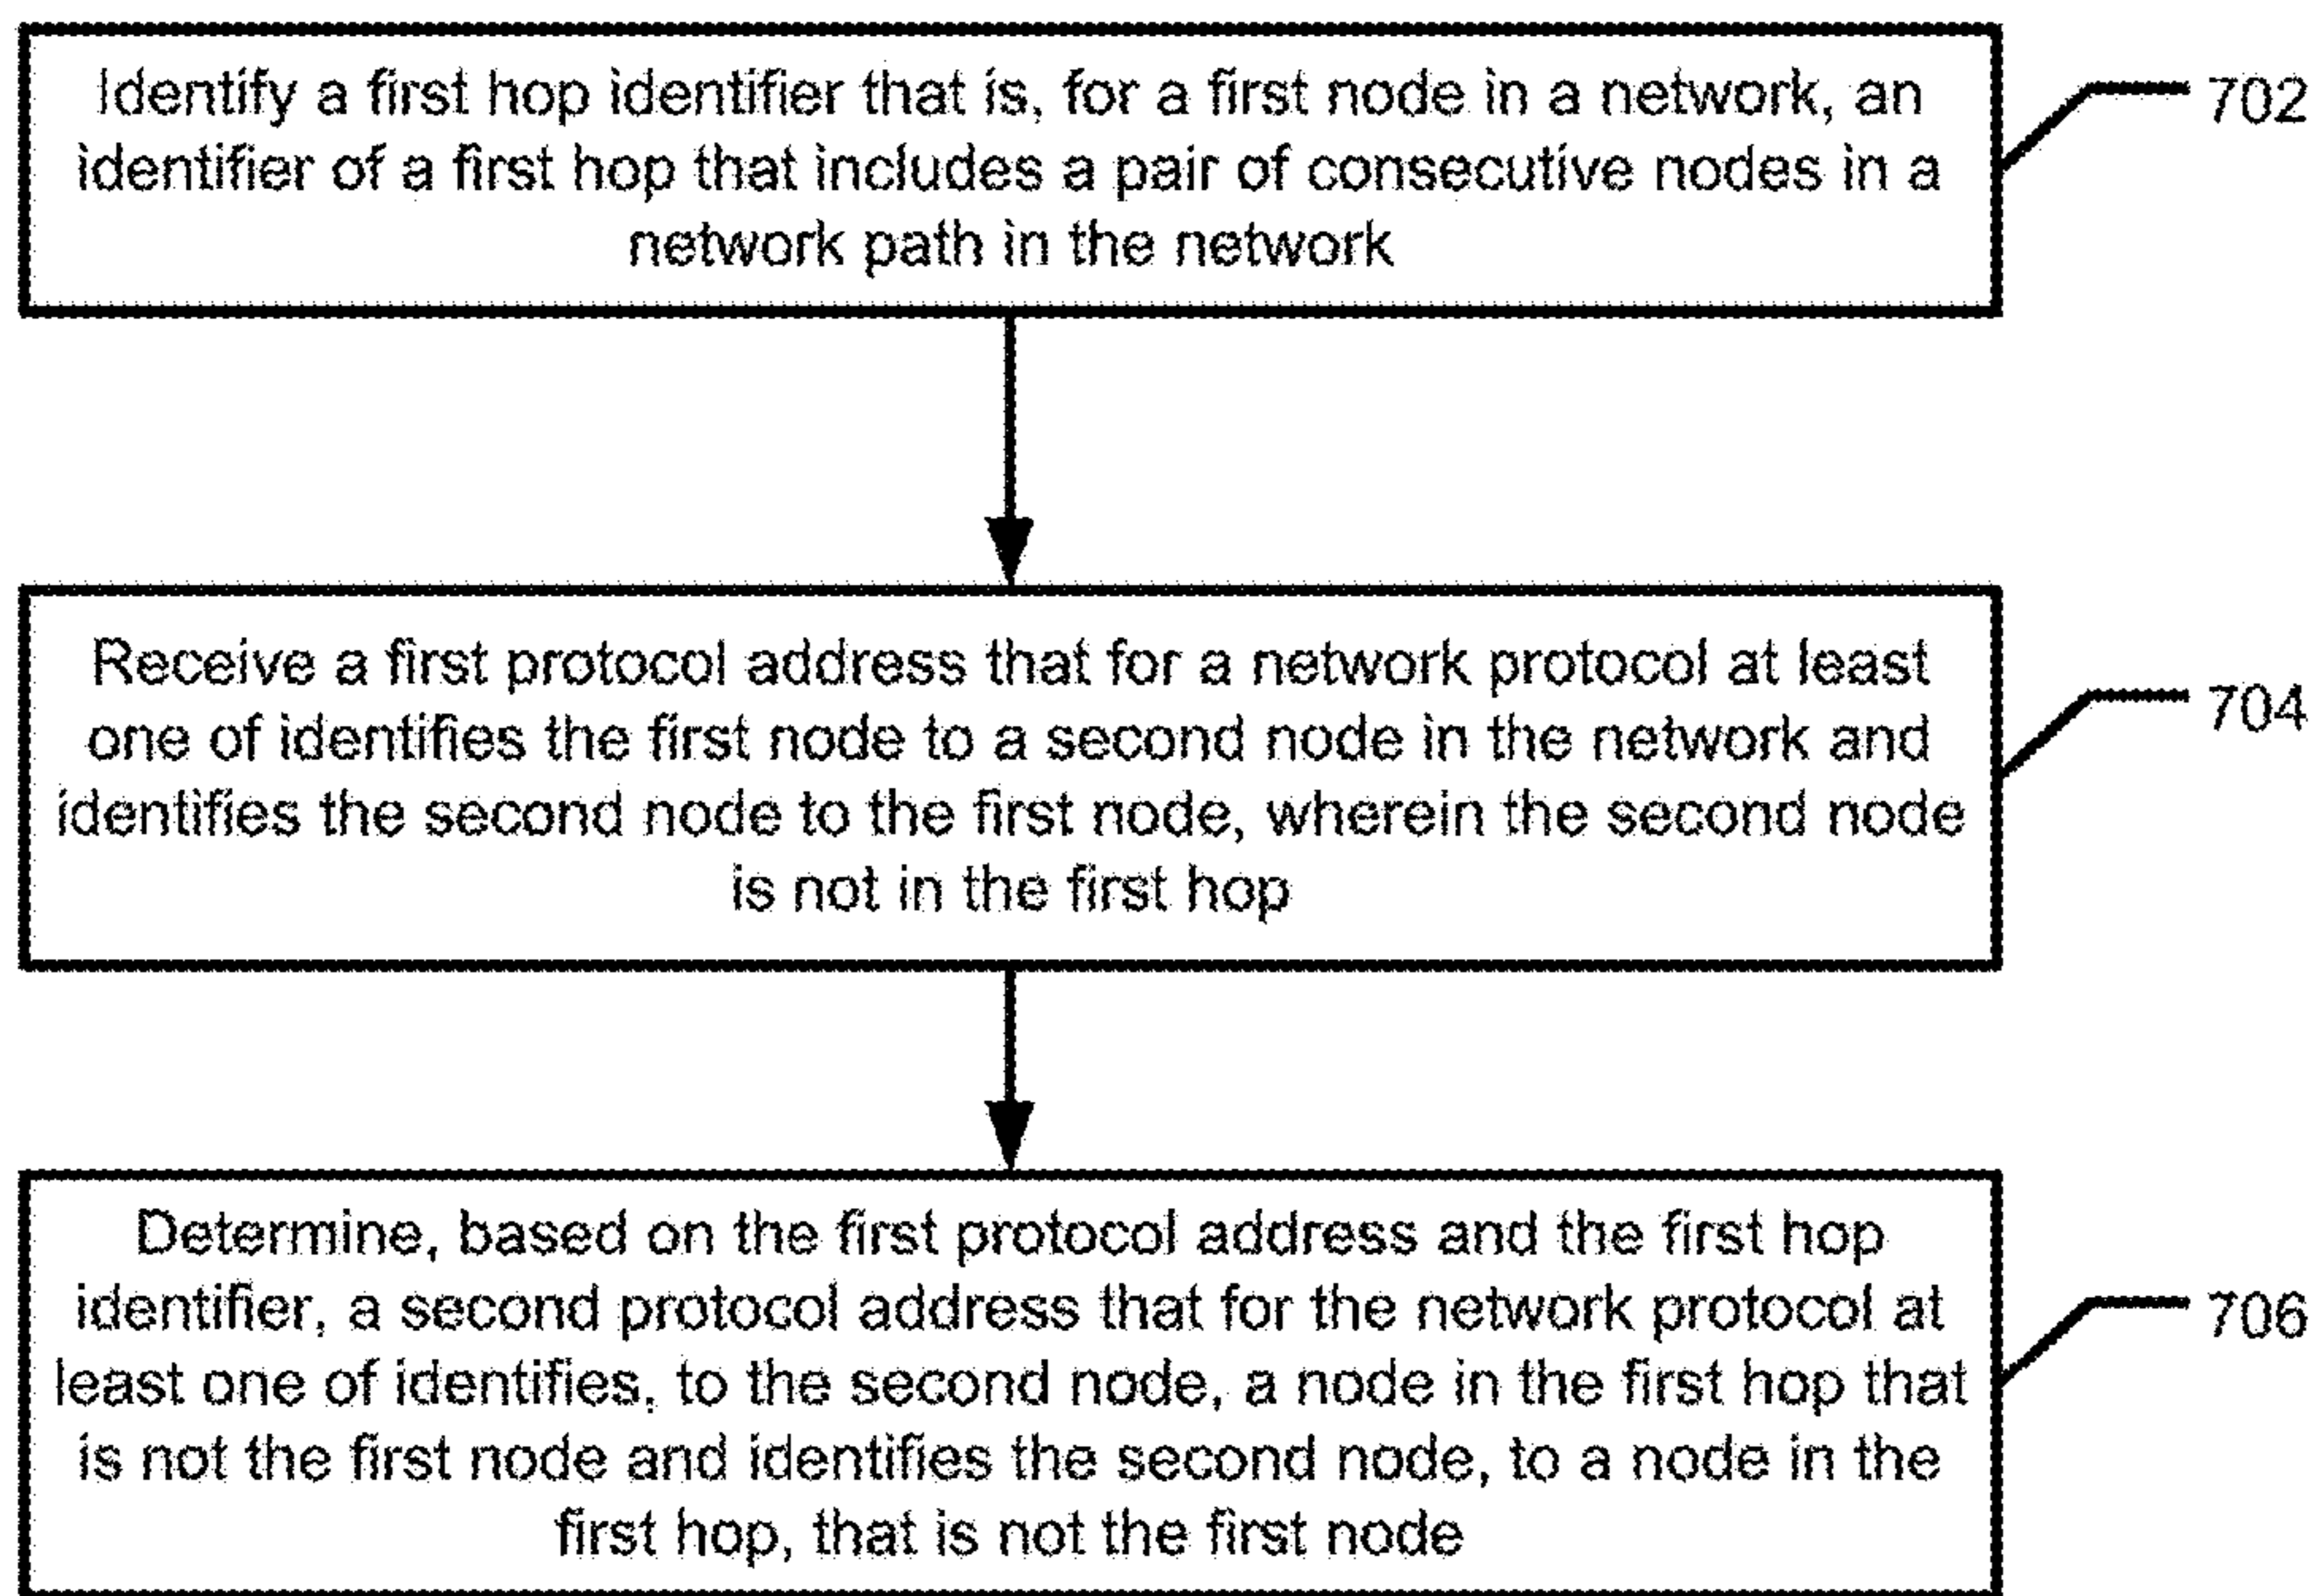 Identify a first hop identifier that is, for a first node in a network, an
identifier of a first hop that includes a pair of consecutive nodes in a
network path in the network
702
Receive a first protocol address that for a network protocol at least
one of identifies the first node to a second node in the network and
identifies the second node to the first node, wherein the second node
is not in the first hop
704
Determine, based on the first protocol address and the first hop
identifier, a second protocol address that for the network protocol at
least one of identifies, to the second node, a node in the first hop that
is not the first node and identifies the second node, to a node in the
first hop, that is not the first node
706